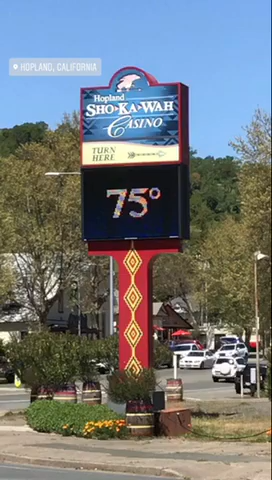 HOPLAND, CALIFORNIA
Hopland
SHO-KA-WAH
CASINO
TURN
HERE
75°